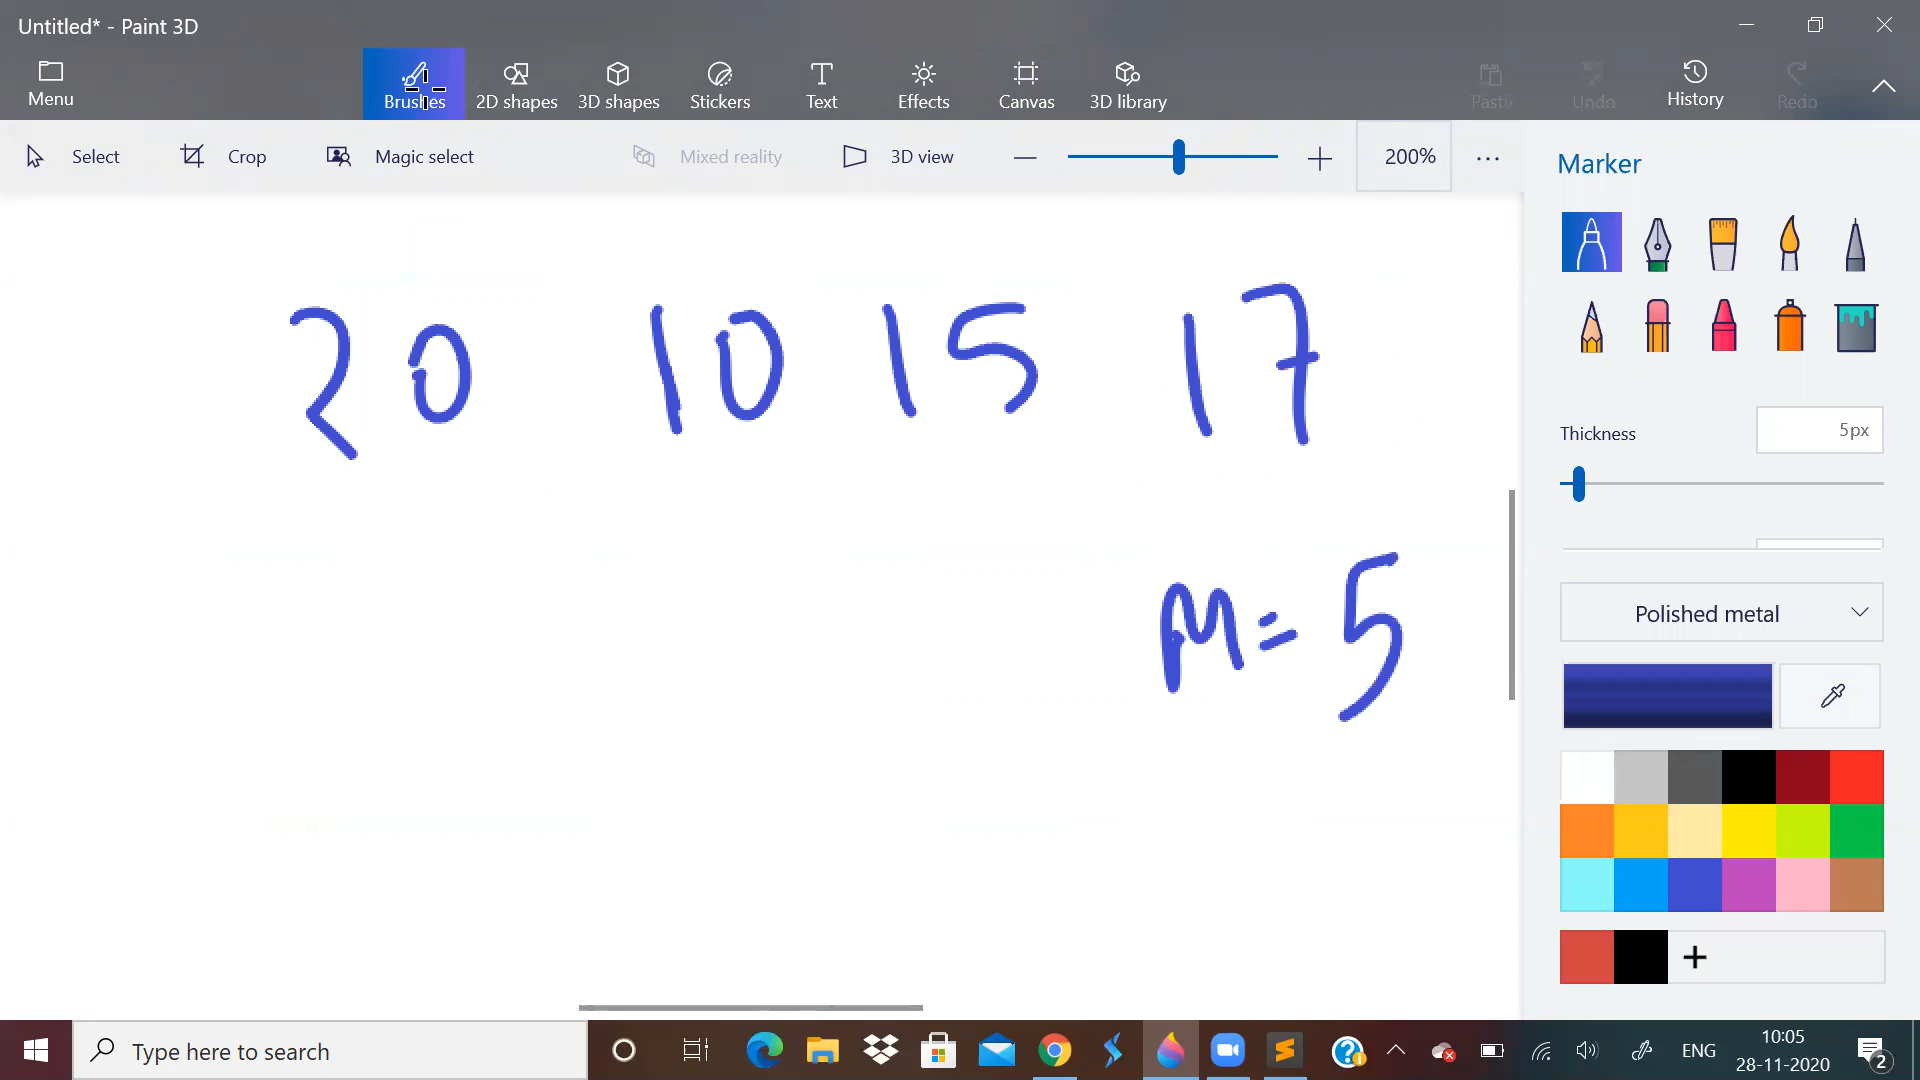 Untitled* - Paint 3D
Menu
Brushes
2D shapes
3D shapes
Stickers
Text
Effects
Canvas
3D library
Paste
Undo
History
Redo
Select
Crop
Magic select
Mixed reality
3D view
200%
Marker
20 10 15 17
M=5
Thickness
5px
Polished metal
Type here to search
ENG
10:05
28-11-2020
2